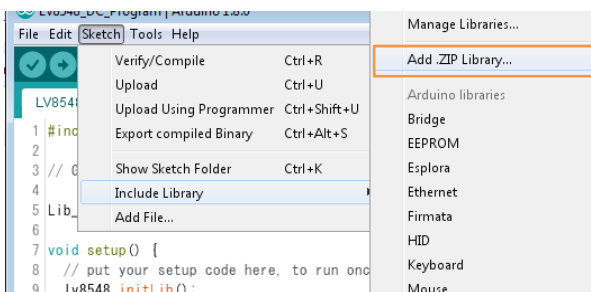 LV8548_DC_Program | Arduino 1.8.0
File Edit Sketch Tools Help
Verify/Compile Ctrl+R
Upload Ctrl+U
Upload Using Programmer Ctrl+Shift+U
Export compiled Binary Ctrl+Alt+S
Show Sketch Folder Ctrl+K
Include Library
Add File...
LV854
1 #inc
2
3 //
4
5 Lib_
6
7 void setup() {
8 // put your setup code here, to run onc
9 Lv8548.initLib();
Manage Libraries...
Add .ZIP Library...
Arduino libraries
Bridge
EEPROM
Esplora
Ethernet
Firmata
HID
Keyboard
Mouse